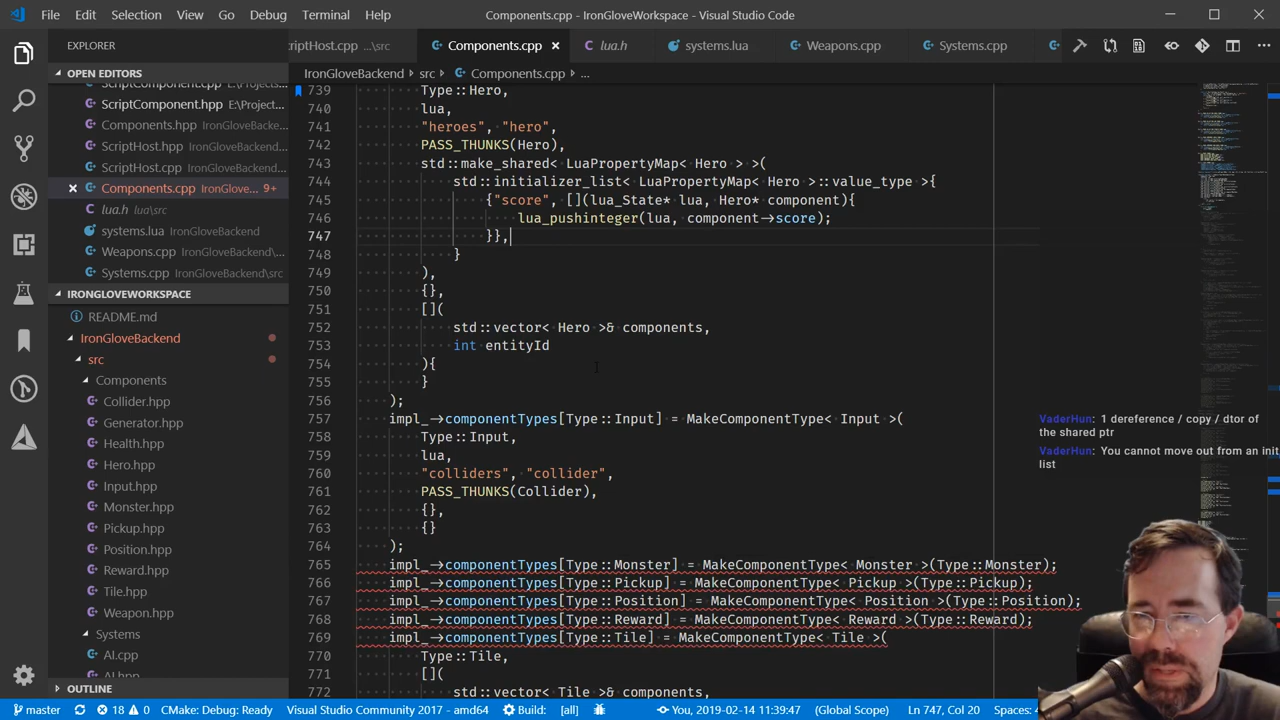 File Edit Selection View Go Debug Terminal Help
Components.cpp - IronGloveWorkspace - Visual Studio Code
EXPLORER
criptHost.cpp ...\src
Components.cpp
lua.h
systems.lua
Weapons.cpp
Systems.cpp
OPEN EDITORS
ScriptComponent.cpp E:\Project...
ScriptComponent.hpp E:\Project...
Components.hpp IronGloveBacken...
ScriptHost.hpp IronGloveBackend...
ScriptHost.cpp IronGloveBackend\...
Components.cpp IronGlove... 9+
lua.h lua\src
systems.lua IronGloveBackend
Weapons.cpp IronGloveBackend\...
Systems.cpp IronGloveBackend\src
IRONGLOVEWORKSPACE
README.md
IronGloveBackend
src
Components
Collider.hpp
Generator.hpp
Health.hpp
Hero.hpp
Input.hpp
Monster.hpp
Pickup.hpp
Position.hpp
Reward.hpp
Tile.hpp
Weapon.hpp
Systems
AI.cpp
AI.hpp
OUTLINE
IronGloveBackend > src > Components.cpp > ...
739 Type::Hero,
740 lua,
741 "heroes", "hero",
742 PASS_THUNKS(Hero),
743 std::make_shared< LuaPropertyMap< Hero > >(
744 std::initializer_list< LuaPropertyMap< Hero >::value_type >{
745 {"score", [](lua_State* lua, Hero* component){
746 lua_pushinteger(lua, component->score);
747 }},
748 }
749 ),
750 {},
751 [](
752 std::vector< Hero >& components,
753 int entityId
754 ){
755 }
756 );
757 impl_->componentTypes[Type::Input] = MakeComponentType< Input >(
758 Type::Input,
759 lua,
760 "colliders", "collider",
761 PASS_THUNKS(Collider),
762 {},
763 {}
764 );
765 impl_->componentTypes[Type::Monster] = MakeComponentType< Monster >(Type::Monster);
766 impl_->componentTypes[Type::Pickup] = MakeComponentType< Pickup >(Type::Pickup);
767 impl_->componentTypes[Type::Position] = MakeComponentType< Position >(Type::Position);
768 impl_->componentTypes[Type::Reward] = MakeComponentType< Reward >(Type::Reward);
769 impl_->componentTypes[Type::Tile] = MakeComponentType< Tile >(
770 Type::Tile,
771 [](
772 std::vector< Tile >& components,
VaderHun: 1 dereference / copy / dtor of
the shared ptr
VaderHun: You cannot move out from an init
list
master 18 0 CMake: Debug: Ready Visual Studio Community 2017 - amd64 Build: [all] You, 2019-02-14 11:39:47 (Global Scope) Ln 747, Col 20 Spaces: